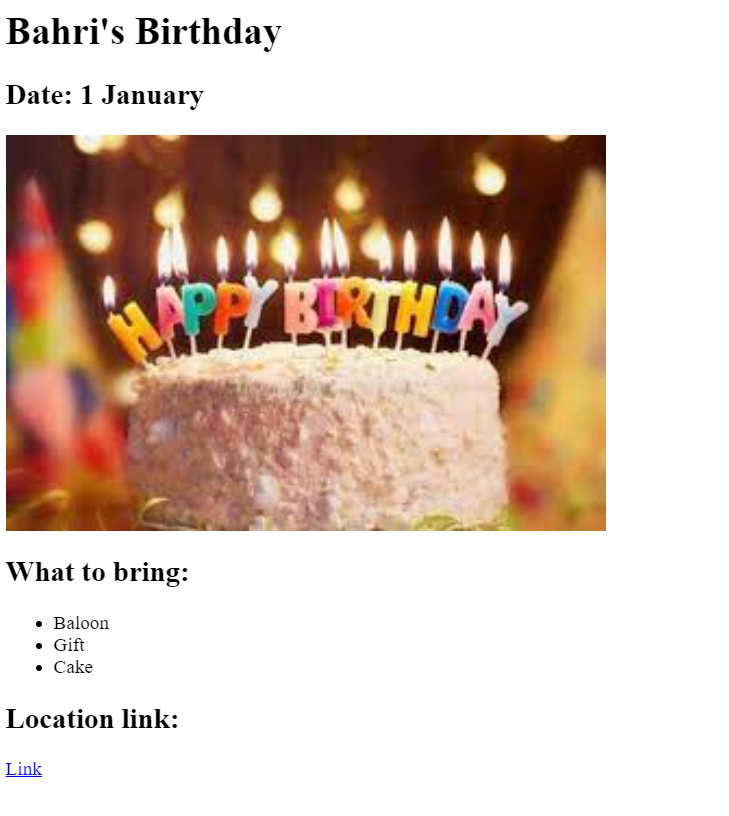 Bahri's Birthday
Date: 1 January
HAPPY BIRTHDAY
What to bring:
Baloon
Gift
Cake
Location link:
Link